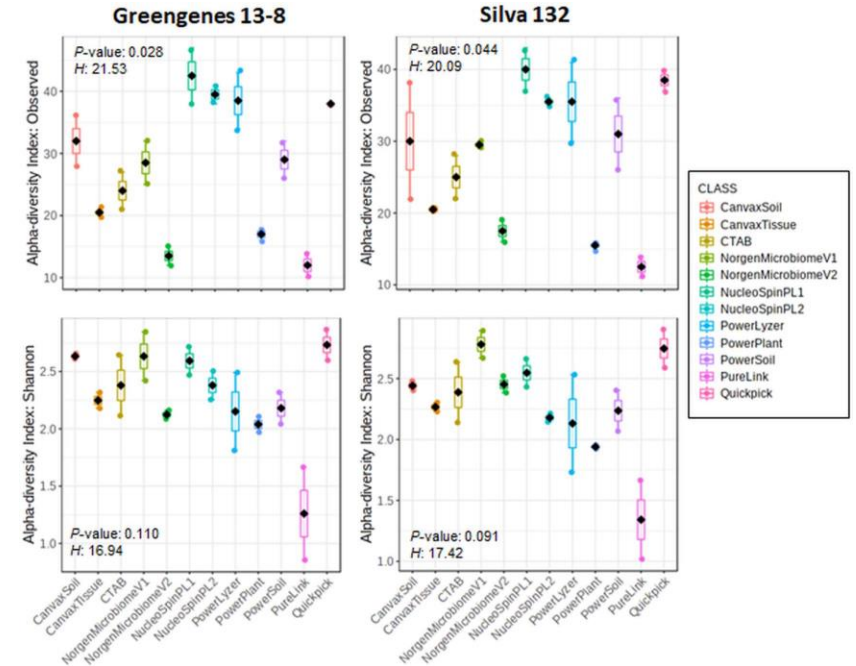 Greengenes 13-8
Silva 132
Alpha-diversity Index: Observed
P-value: 0.028
H: 21.53
40
30
20
10
Alpha-diversity Index: Observed
P-value: 0.044
H: 20.09
40
30
20
10
Alpha-diversity Index: Shannon
2.5
2.0
1.5
1.0
P-value: 0.110
H: 16.94
CanvaxSoil
CanvaxTissue
CTAB
NorgenMicrobiomeV1
NorgenMicrobiomeV2
NucleoSpinPL1
NucleoSpinPL2
PowerLyzer
PowerPlant
PowerSoil
PureLink
Quickpick
Alpha-diversity Index: Shannon
2.5
2.0
1.5
1.0
P-value: 0.091
H: 17.42
CanvaxSoil
CanvaxTissue
CTAB
NorgenMicrobiomeV1
NorgenMicrobiomeV2
NucleoSpinPL1
NucleoSpinPL2
PowerLyzer
PowerPlant
PowerSoil
PureLink
Quickpick
CLASS
CanvaxSoil
CanvaxTissue
CTAB
NorgenMicrobiomeV1
NorgenMicrobiomeV2
NucleoSpinPL1
NucleoSpinPL2
PowerLyzer
PowerPlant
PowerSoil
PureLink
Quickpick